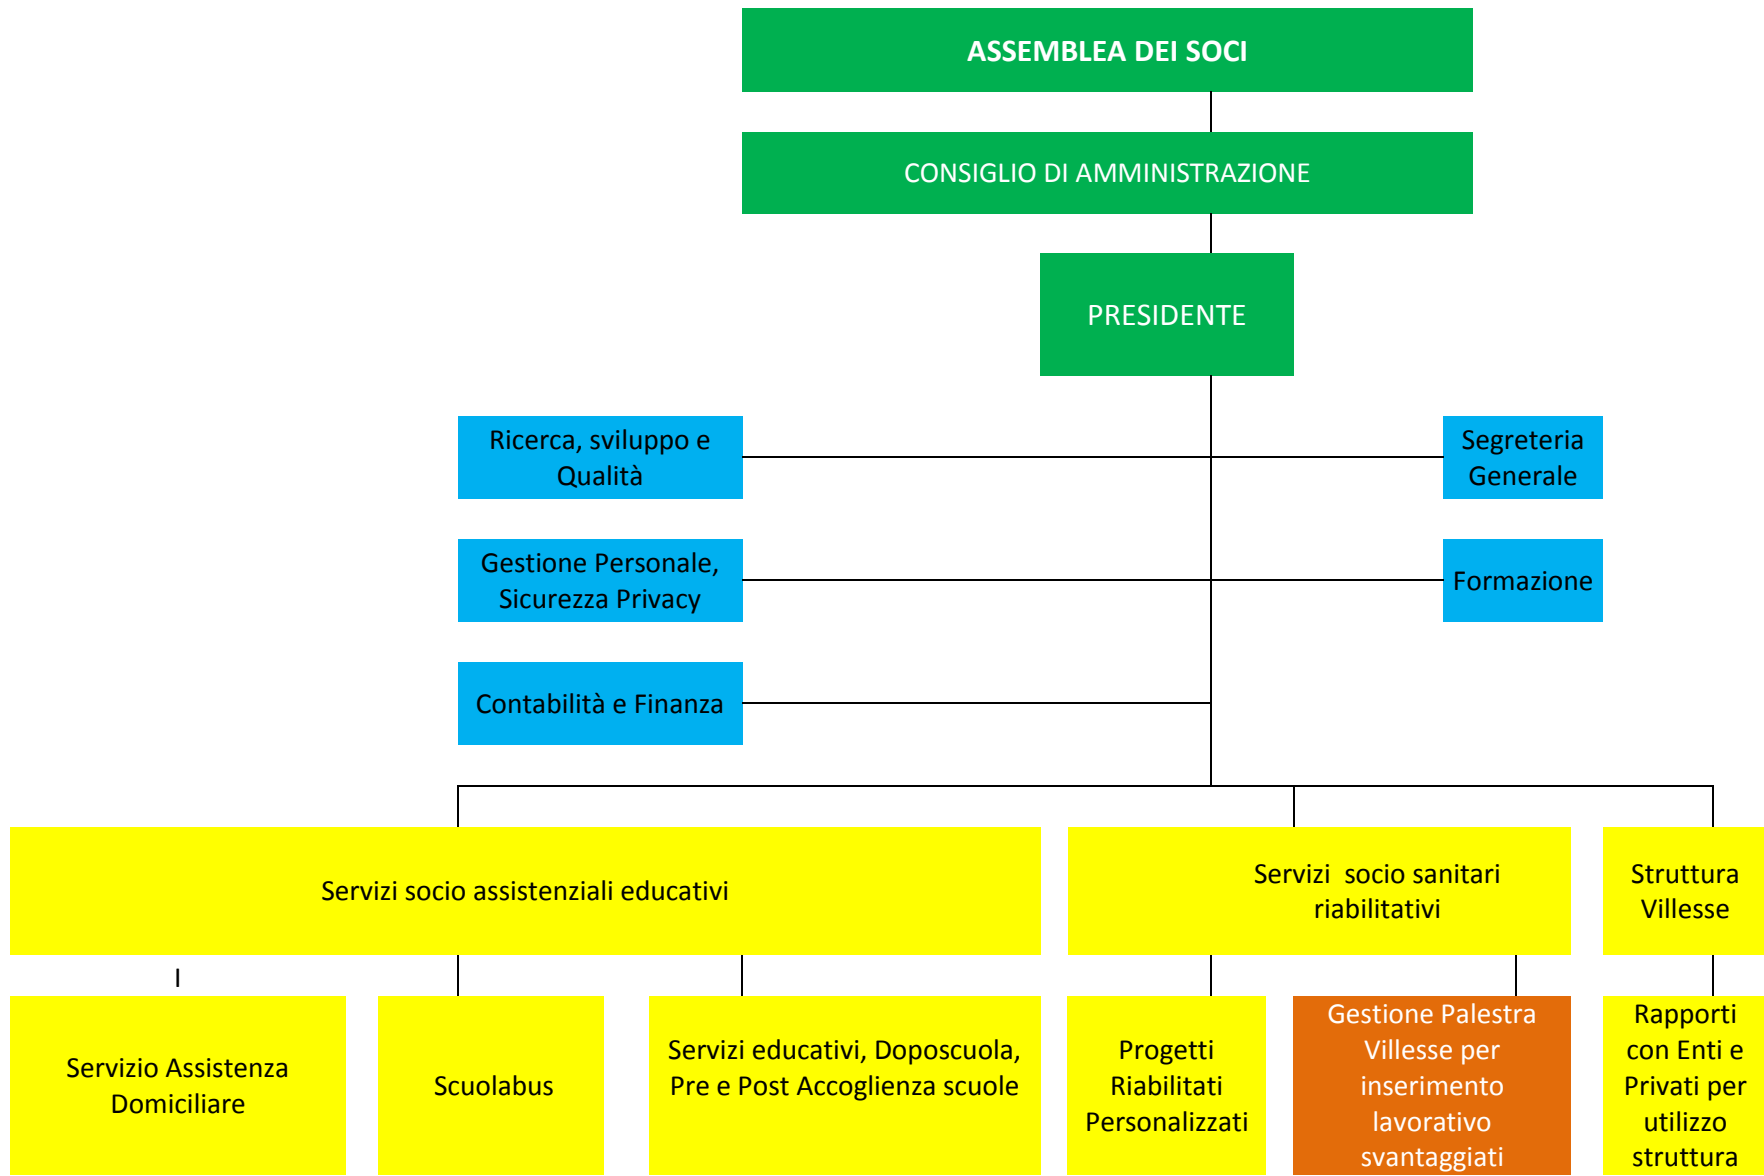 ASSEMBLEA DEI SOCI
CONSIGLIO DI AMMINISTRAZIONE
PRESIDENTE
Ricerca, sviluppo e
Qualità
Segreteria
Generale
Gestione Personale,
Sicurezza Privacy
Formazione
Contabilità e Finanza
Servizi socio assistenziali educativi
Servizi socio sanitari
riabilitativi
Struttura
Villesse
Servizio Assistenza
Domiciliare
Scuolabus
Servizi educativi, Doposcuola,
Pre e Post Accoglienza scuole
Progetti
Riabilitati
Personalizzati
Gestione Palestra
Villesse per
inserimento
lavorativo
svantaggiati
Rapporti
con Enti e
Privati per
utilizzo
struttura